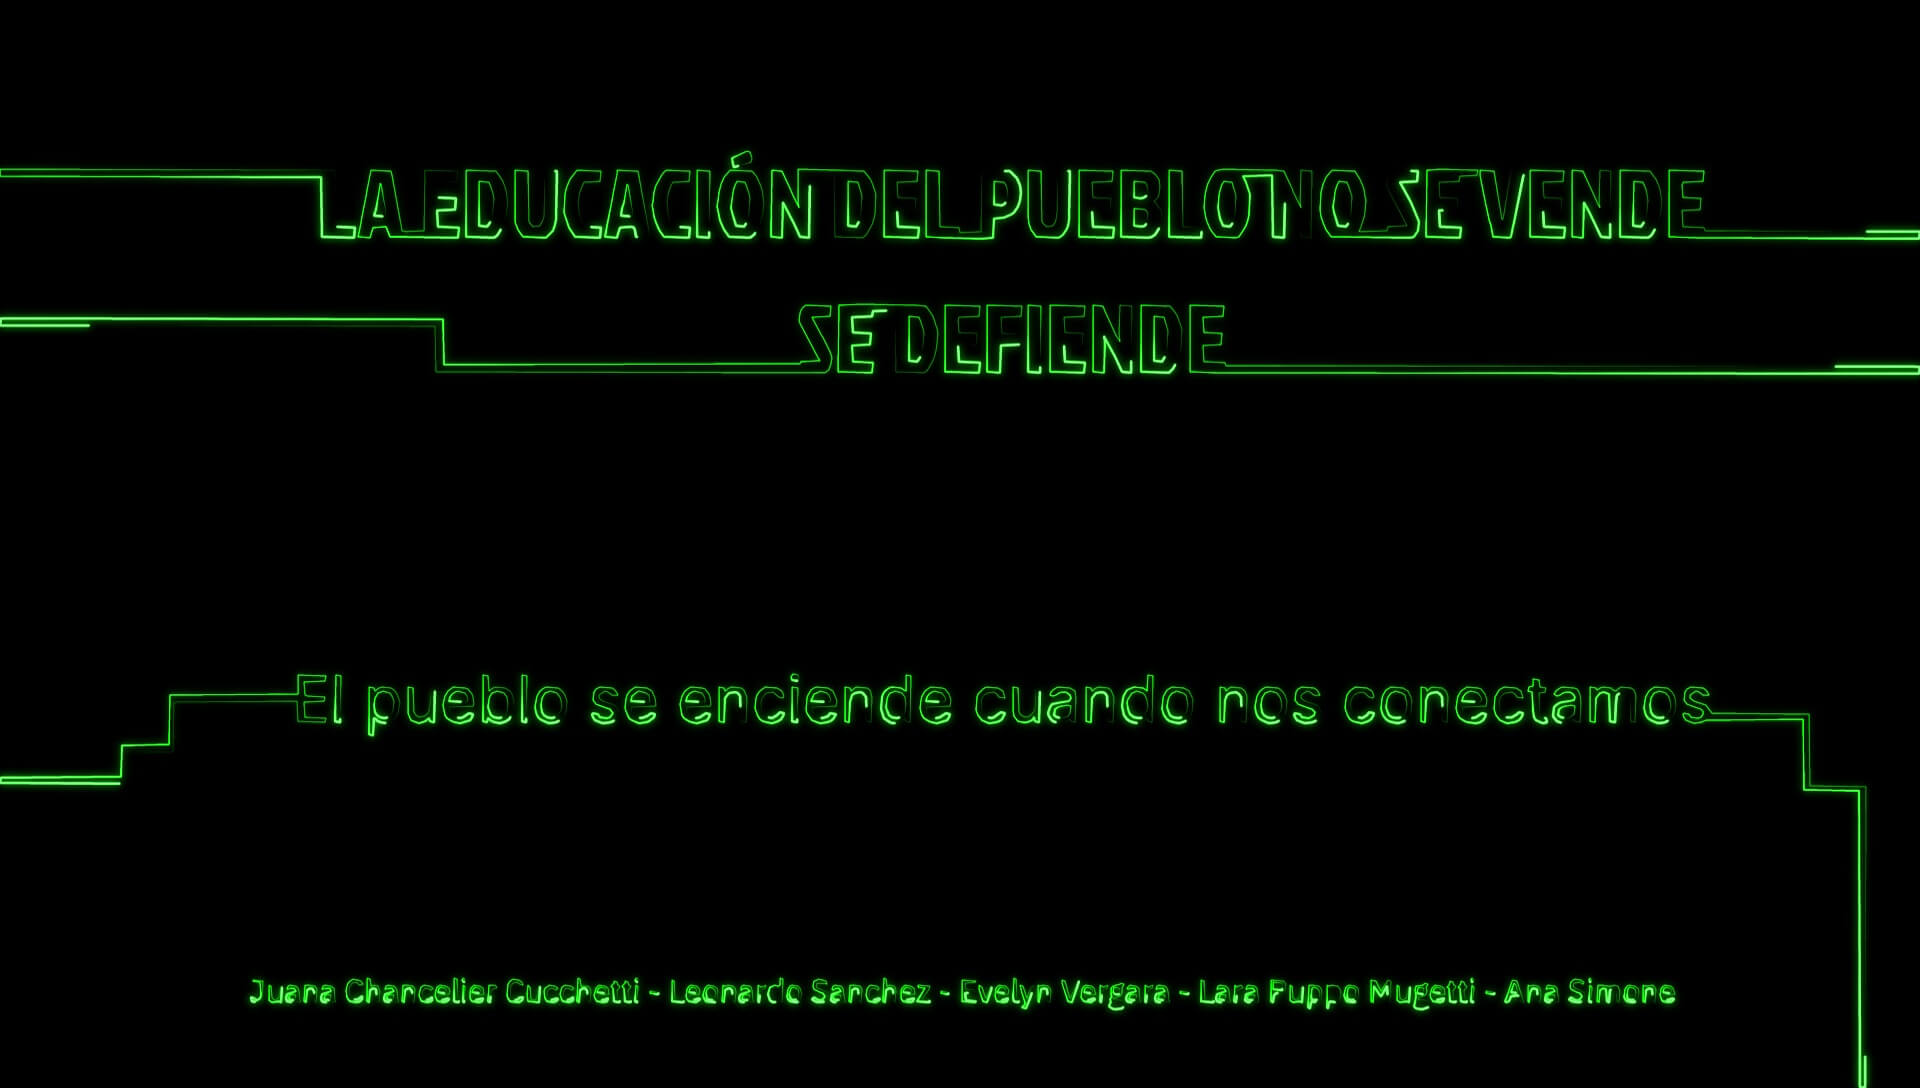 LA EDUCACIÓN DEL PUEBLO NO SE VENDE
SE DEFIENDE
El pueblo se enciende cuando nos conectamos
Juana Chancelier Cucchetti - Leonardo Sanchez - Evelyn Vergara - Lara Puppo Mugetti - Ana Simone